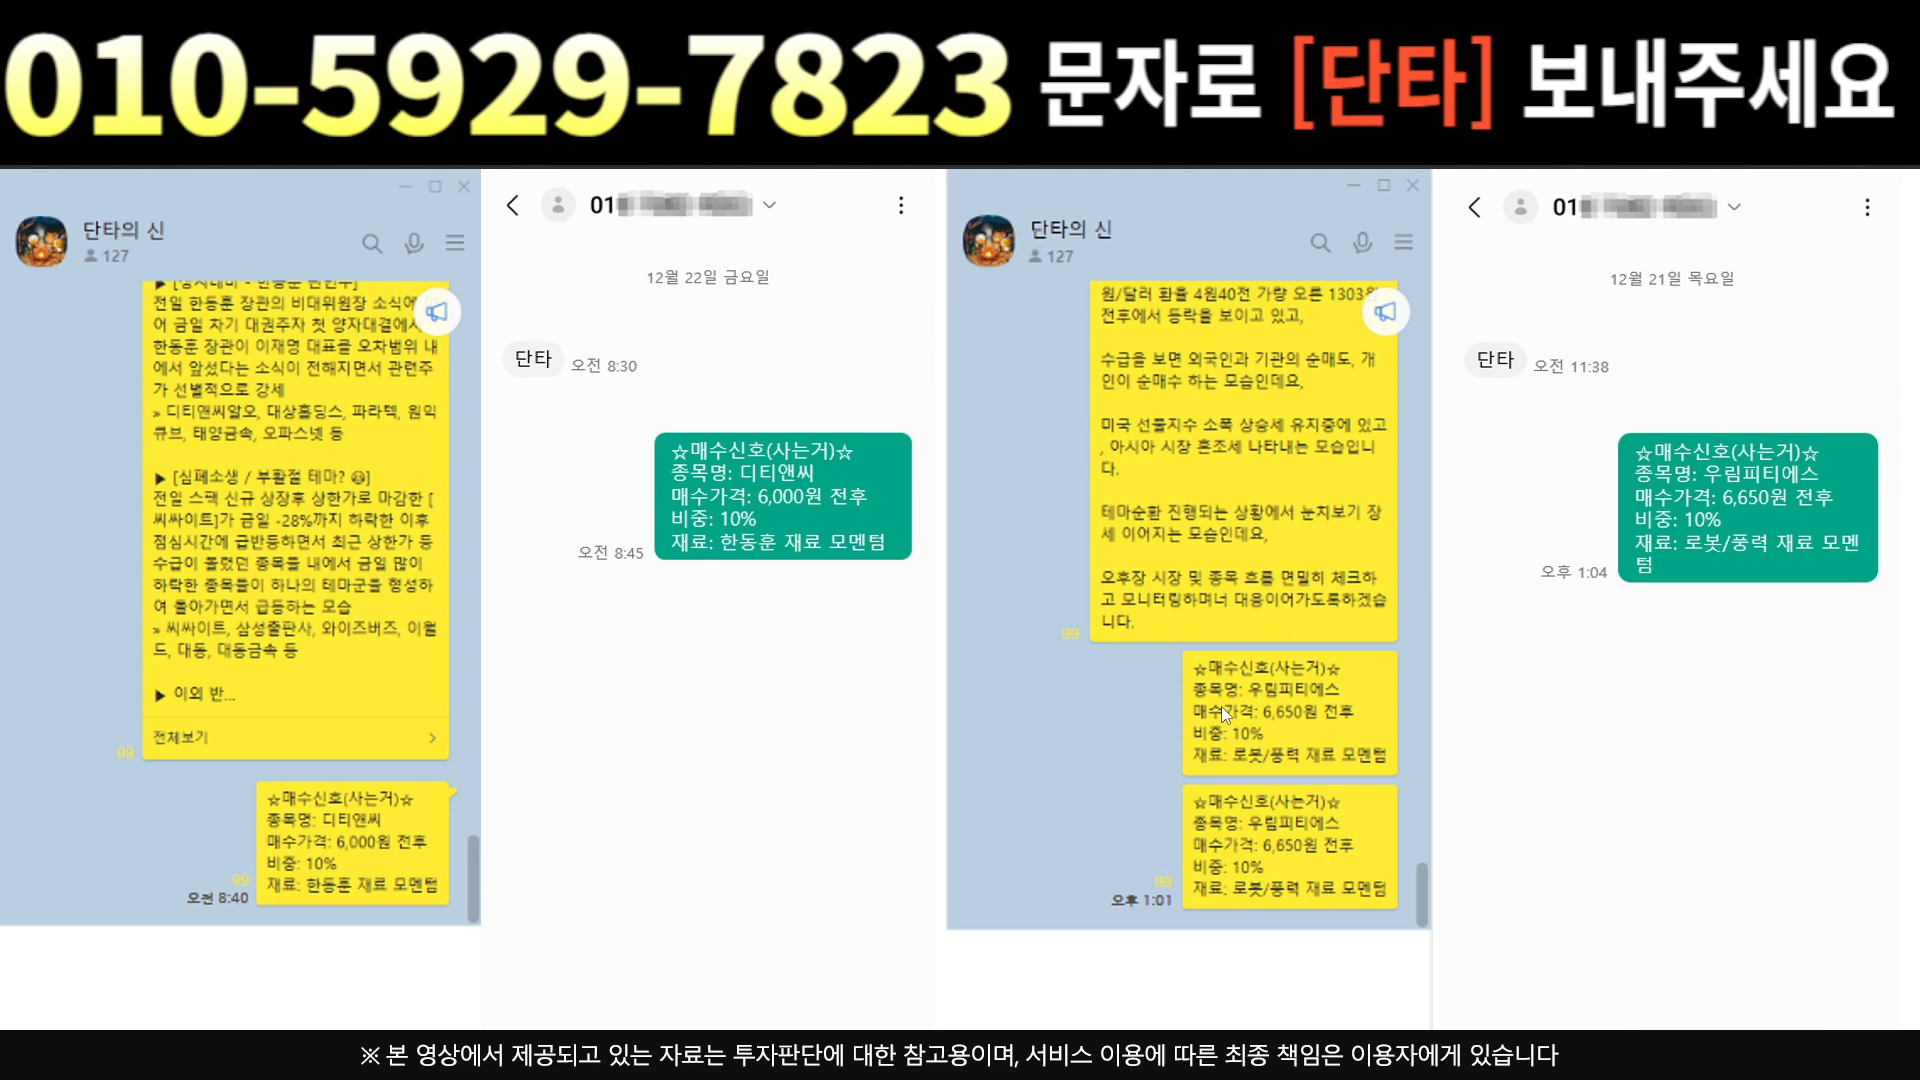 010-5929-7823 문자로 [단타] 보내주세요
단타의 신
127
전일 한동훈 장관의 비대위원장 소식에
어 금일 차기 대권주자 첫 양자대결에서
한동훈 장관이 이재명 대표를 오차범위 내
에서 앞섰다는 소식이 전해지면서 관련주
가 선별적으로 강세
» 디티앤씨알오, 대상홀딩스, 파라텍, 원익
큐브, 태양금속, 오파스넷 등
▶ [심폐소생 / 부활절 테마? 😃]
전일 스팩 신규 상장후 상한가로 마감한 [
씨싸이트]가 금일 -28%까지 하락한 이후
점심시간에 급반등하면서 최근 상한가 등
수급이 몰렸던 종목들 내에서 금일 많이
하락한 종목들이 하나의 테마군을 형성하
여 돌아가면서 급등하는 모습
» 씨싸이트, 삼성출판사, 와이즈버즈, 이월
드, 대동, 대동금속 등
▶ 이외 반...
전체보기
99
☆매수신호(사는거)☆
종목명: 디티앤씨
매수가격: 6,000원 전후
비중: 10%
재료: 한동훈 재료 모멘텀
99
오전 8:40
01
12월 22일 금요일
단타
오전 8:30
☆매수신호(사는거)☆
종목명: 디티앤씨
매수가격: 6,000원 전후
비중: 10%
재료: 한동훈 재료 모멘텀
오전 8:45
단타의 신
127
원/달러 환율 4원40전 가량 오른 1303원
전후에서 등락을 보이고 있고,
수급을 보면 외국인과 기관의 순매도, 개
인이 순매수 하는 모습인데요,
미국 선물지수 소폭 상승세 유지중에 있고
, 아시아 시장 혼조세 나타내는 모습입니
다.
테마순환 진행되는 상황에서 눈치보기 장
세 이어지는 모습인데요,
오후장 시장 및 종목 흐름 면밀히 체크하
고 모니터링하며너 대응이어가도록하겠습
니다.
99
☆매수신호(사는거)☆
종목명: 우림피티에스
매수가격: 6,650원 전후
비중: 10%
재료: 로봇/풍력 재료 모멘텀
☆매수신호(사는거)☆
종목명: 우림피티에스
매수가격: 6,650원 전후
비중: 10%
재료: 로봇/풍력 재료 모멘텀
99
오후 1:01
01
12월 21일 목요일
단타
오전 11:38
☆매수신호(사는거)☆
종목명: 우림피티에스
매수가격: 6,650원 전후
비중: 10%
재료: 로봇/풍력 재료 모멘
텀
오후 1:04
※ 본 영상에서 제공되고 있는 자료는 투자판단에 대한 참고용이며, 서비스 이용에 따른 최종 책임은 이용자에게 있습니다